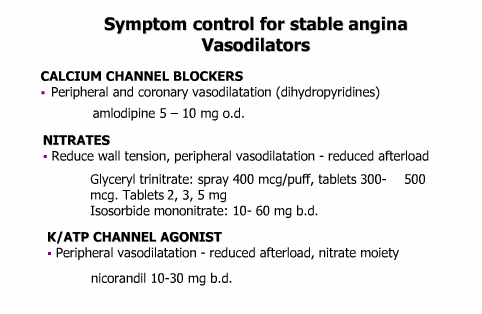 Symptom control for stable angina
Vasodilators
CALCIUM CHANNEL BLOCKERS
▪ Peripheral and coronary vasodilatation (dihydropyridines)
amlodipine 5 – 10 mg o.d.
NITRATES
▪ Reduce wall tension, peripheral vasodilatation - reduced afterload
Glyceryl trinitrate: spray 400 mcg/puff, tablets 300- 500
mcg. Tablets 2, 3, 5 mg
Isosorbide mononitrate: 10- 60 mg b.d.
K/ATP CHANNEL AGONIST
▪ Peripheral vasodilatation - reduced afterload, nitrate moiety
nicorandil 10-30 mg b.d.